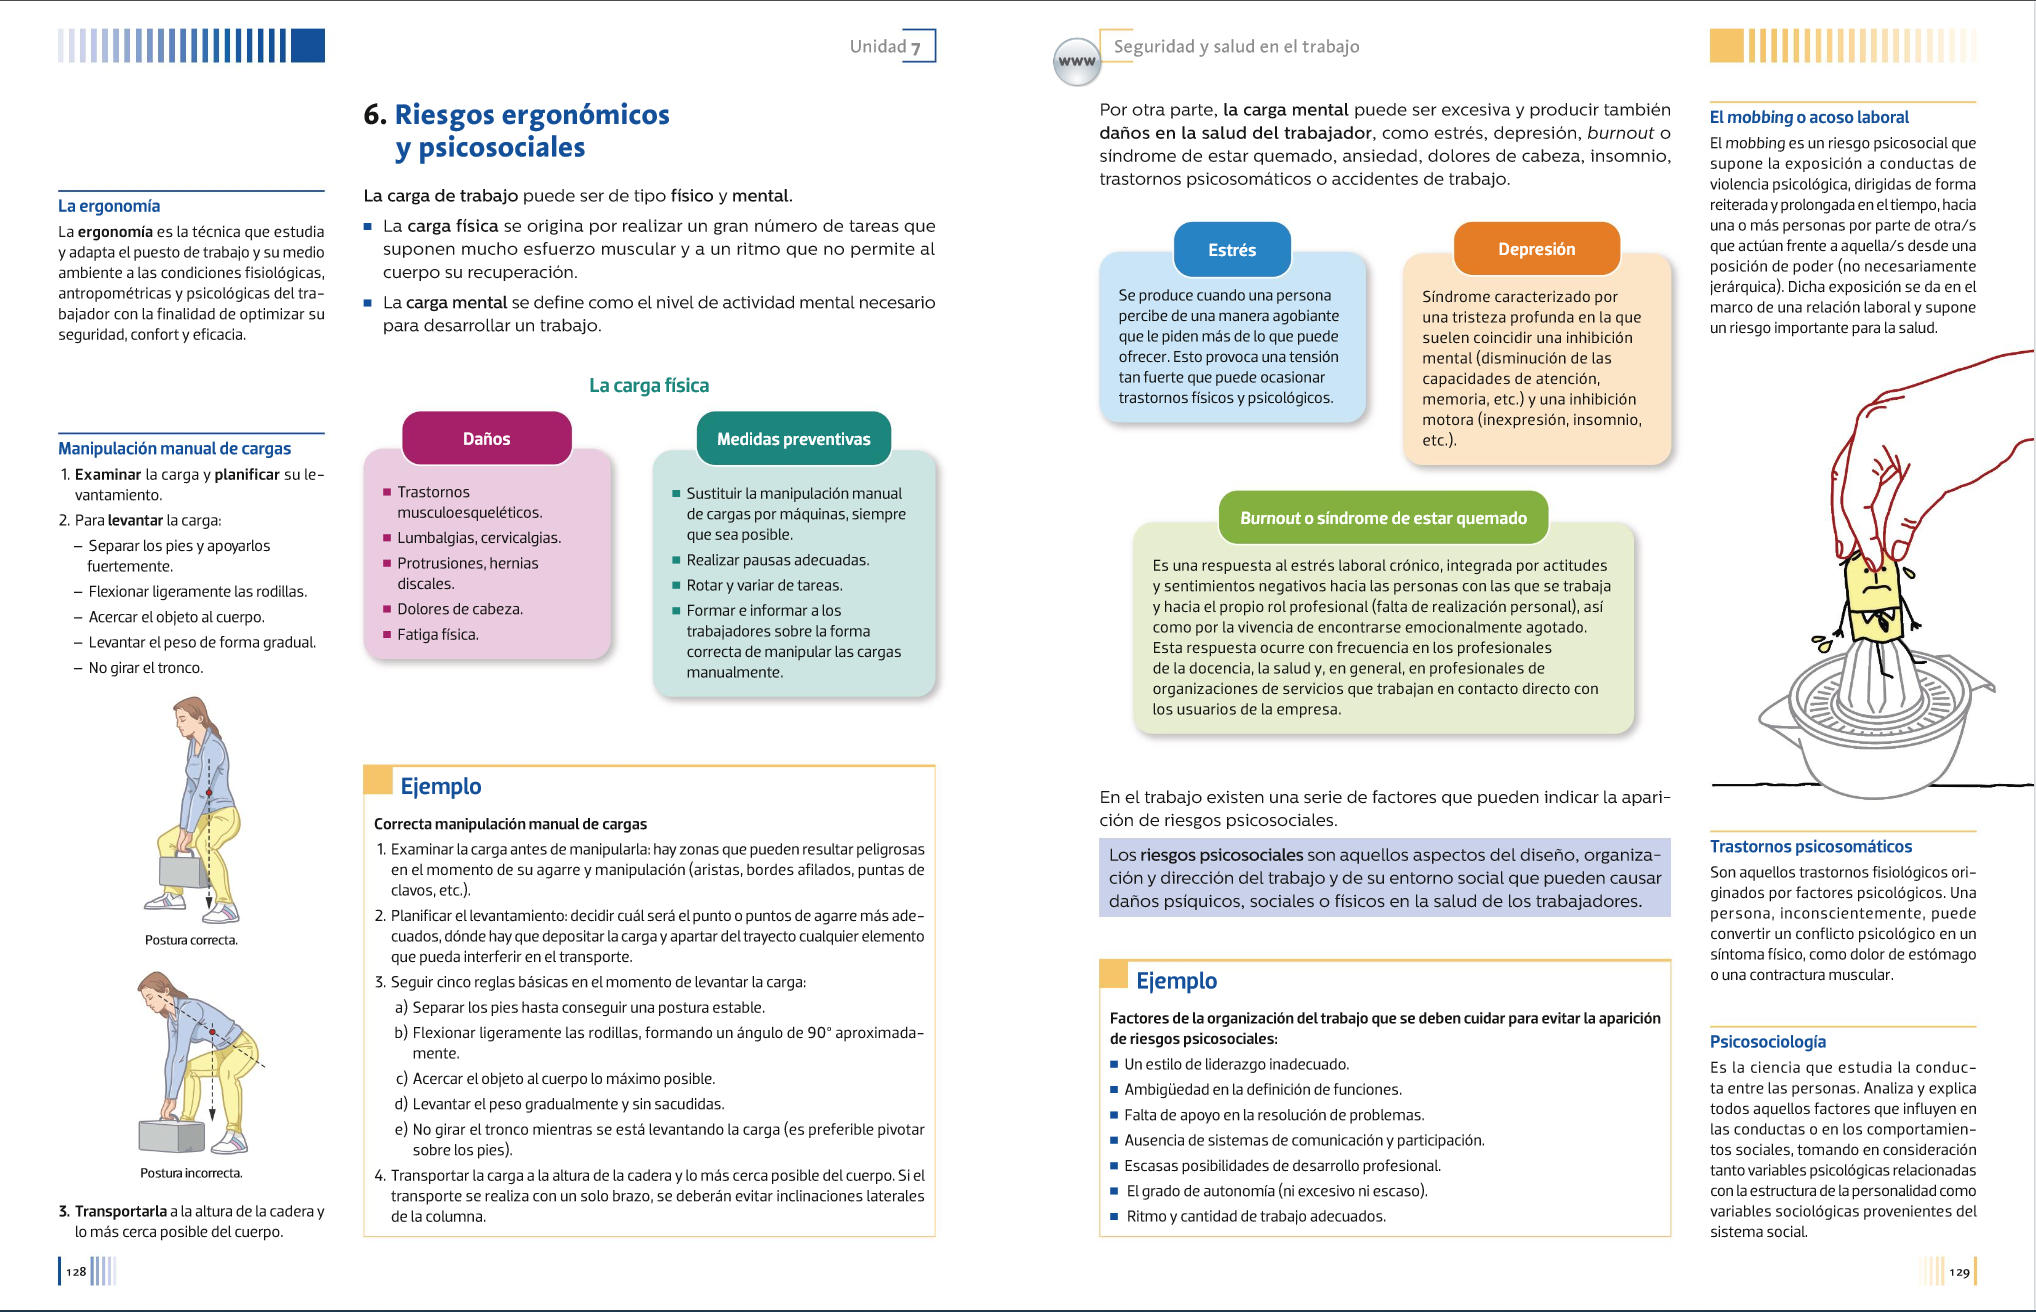 Unidad 7
6. Riesgos ergonómicos
y psicosociales
La ergonomía
La ergonomía es la técnica que estudia
y adapta el puesto de trabajo y su medio
ambiente a las condiciones fisiológicas,
antropométricas y psicológicas del tra-
bajador con la finalidad de optimizar su
seguridad, confort y eficacia.
Manipulación manual de cargas
1. Examinar la carga y planificar su le-
vantamiento.
2. Para levantar la carga:
– Separar los pies y apoyarlos
fuertemente.
– Flexionar ligeramente las rodillas.
– Acercar el objeto al cuerpo.
– Levantar el peso de forma gradual.
– No girar el tronco.
Postura correcta.
Postura incorrecta.
3. Transportarla a la altura de la cadera y
lo más cerca posible del cuerpo.
La carga de trabajo puede ser de tipo físico y mental.
La carga física se origina por realizar un gran número de tareas que
suponen mucho esfuerzo muscular y a un ritmo que no permite al
cuerpo su recuperación.
La carga mental se define como el nivel de actividad mental necesario
para desarrollar un trabajo.
La carga física
Daños
Trastornos
musculoesqueléticos.
Lumbalgias, cervicalgias.
Protrusiones, hernias
discales.
Dolores de cabeza.
Fatiga física.
Medidas preventivas
Sustituir la manipulación manual
de cargas por máquinas, siempre
que sea posible.
Realizar pausas adecuadas.
Rotar y variar de tareas.
Formar e informar a los
trabajadores sobre la forma
correcta de manipular las cargas
manualmente.
Ejemplo
Correcta manipulación manual de cargas
1. Examinar la carga antes de manipularla: hay zonas que pueden resultar peligrosas
en el momento de su agarre y manipulación (aristas, bordes afilados, puntas de
clavos, etc.).
2. Planificar el levantamiento: decidir cuál será el punto o puntos de agarre más ade-
cuados, dónde hay que depositar la carga y apartar del trayecto cualquier elemento
que pueda interferir en el transporte.
3. Seguir cinco reglas básicas en el momento de levantar la carga:
a) Separar los pies hasta conseguir una postura estable.
b) Flexionar ligeramente las rodillas, formando un ángulo de 90° aproximada-
mente.
c) Acercar el objeto al cuerpo lo máximo posible.
d) Levantar el peso gradualmente y sin sacudidas.
e) No girar el tronco mientras se está levantando la carga (es preferible pivotar
sobre los pies).
4. Transportar la carga a la altura de la cadera y lo más cerca posible del cuerpo. Si el
transporte se realiza con un solo brazo, se deberán evitar inclinaciones laterales
de la columna.
128
www
Seguridad y salud en el trabajo
Por otra parte, la carga mental puede ser excesiva y producir también
daños en la salud del trabajador, como estrés, depresión, burnout o
síndrome de estar quemado, ansiedad, dolores de cabeza, insomnio,
trastornos psicosomáticos o accidentes de trabajo.
Estrés
Se produce cuando una persona
percibe de una manera agobiante
que le piden más de lo que puede
ofrecer. Esto provoca una tensión
tan fuerte que puede ocasionar
trastornos físicos y psicológicos.
Depresión
Síndrome caracterizado por
una tristeza profunda en la que
suelen coincidir una inhibición
mental (disminución de las
capacidades de atención,
memoria, etc.) y una inhibición
motora (inexpresión, insomnio,
etc.).
Burnout o síndrome de estar quemado
Es una respuesta al estrés laboral crónico, integrada por actitudes
y sentimientos negativos hacia las personas con las que se trabaja
y hacia el propio rol profesional (falta de realización personal), así
como por la vivencia de encontrarse emocionalmente agotado.
Esta respuesta ocurre con frecuencia en los profesionales
de la docencia, la salud y, en general, en profesionales de
organizaciones de servicios que trabajan en contacto directo con
los usuarios de la empresa.
En el trabajo existen una serie de factores que pueden indicar la apari-
ción de riesgos psicosociales.
Los riesgos psicosociales son aquellos aspectos del diseño, organiza-
ción y dirección del trabajo y de su entorno social que pueden causar
daños psíquicos, sociales o físicos en la salud de los trabajadores.
Ejemplo
Factores de la organización del trabajo que se deben cuidar para evitar la aparición
de riesgos psicosociales:
Un estilo de liderazgo inadecuado.
Ambigüedad en la definición de funciones.
Falta de apoyo en la resolución de problemas.
Ausencia de sistemas de comunicación y participación.
Escasas posibilidades de desarrollo profesional.
El grado de autonomía (ni excesivo ni escaso).
Ritmo y cantidad de trabajo adecuados.
El mobbing o acoso laboral
El mobbing es un riesgo psicosocial que
supone la exposición a conductas de
violencia psicológica, dirigidas de forma
reiterada y prolongada en el tiempo, hacia
una o más personas por parte de otra/s
que actúan frente a aquella/s desde una
posición de poder (no necesariamente
jerárquica). Dicha exposición se da en el
marco de una relación laboral y supone
un riesgo importante para la salud.
Trastornos psicosomáticos
Son aquellos trastornos fisiológicos ori-
ginados por factores psicológicos. Una
persona, inconscientemente, puede
convertir un conflicto psicológico en un
síntoma físico, como dolor de estómago
o una contractura muscular.
Psicosociología
Es la ciencia que estudia la conduc-
ta entre las personas. Analiza y explica
todos aquellos factores que influyen en
las conductas o en los comportamien-
tos sociales, tomando en consideración
tanto variables psicológicas relacionadas
con la estructura de la personalidad como
variables sociológicas provenientes del
sistema social.
129